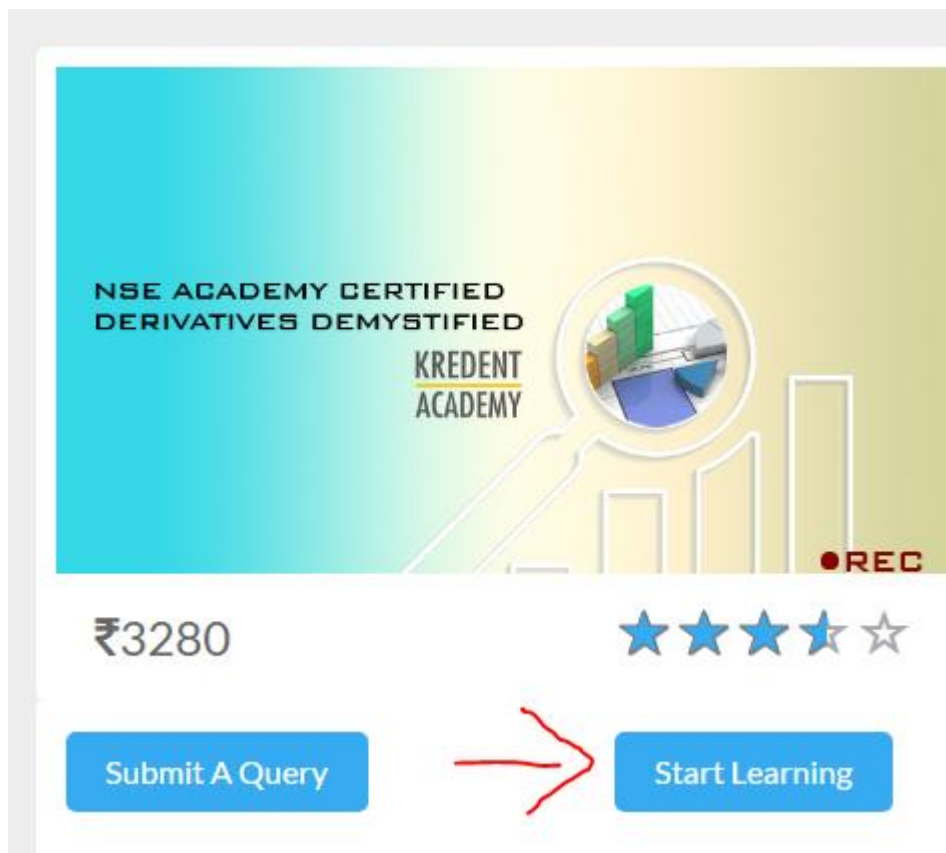 NSE ACADEMY CERTIFIED
DERIVATIVES DEMYSTIFIED
KREDENT
ACADEMY
REC
₹3280
Submit A Query
Start Learning